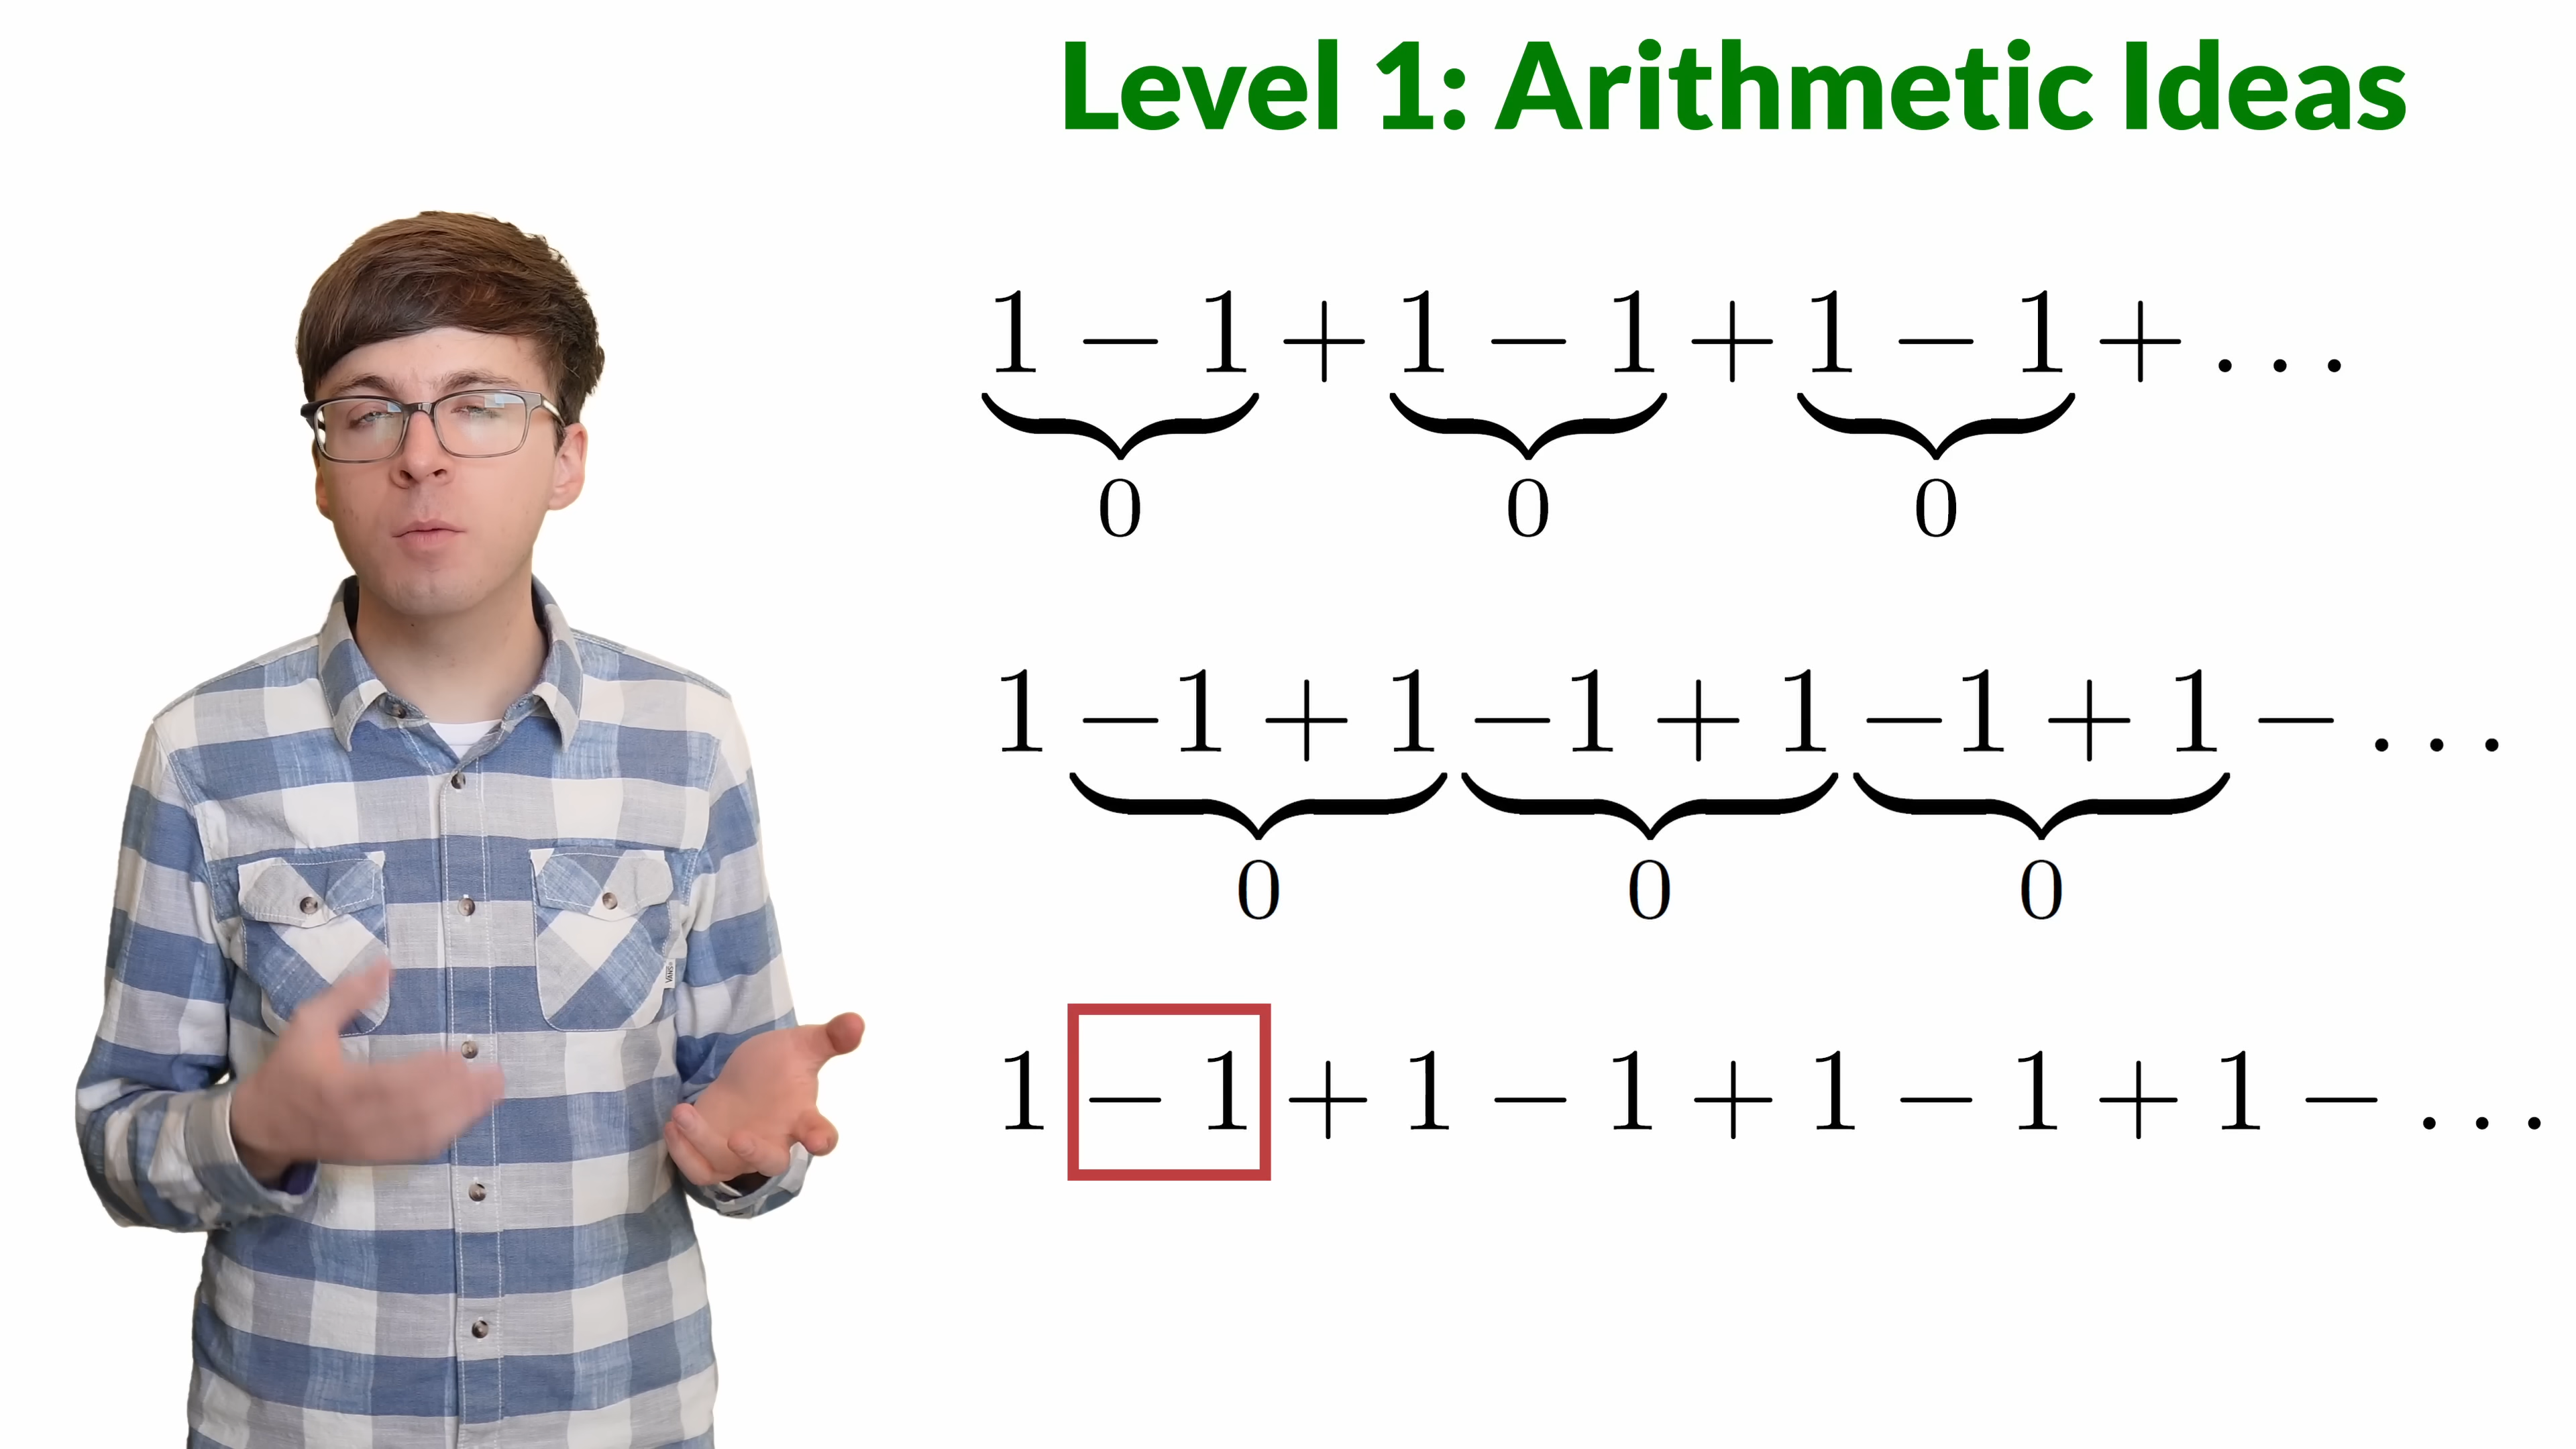 Level 1: Arithmetic Ideas
1 − 1 + 1 − 1 + 1 − 1 + …
0 0 0
1 −1 + 1 −1 + 1 −1 + 1 − …
0 0 0
1 − 1 + 1 − 1 + 1 − 1 + 1 − …
VANS